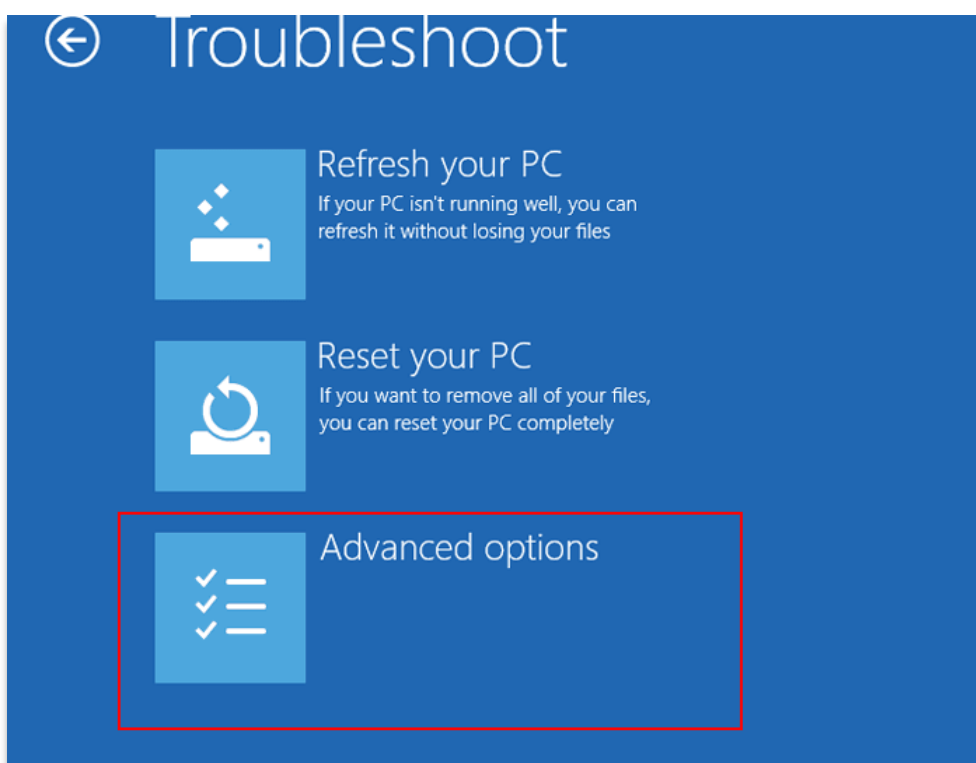 Troubleshoot
Refresh your PC
If your PC isn't running well, you can
refresh it without losing your files
Reset your PC
If you want to remove all of your files,
you can reset your PC completely
Advanced options